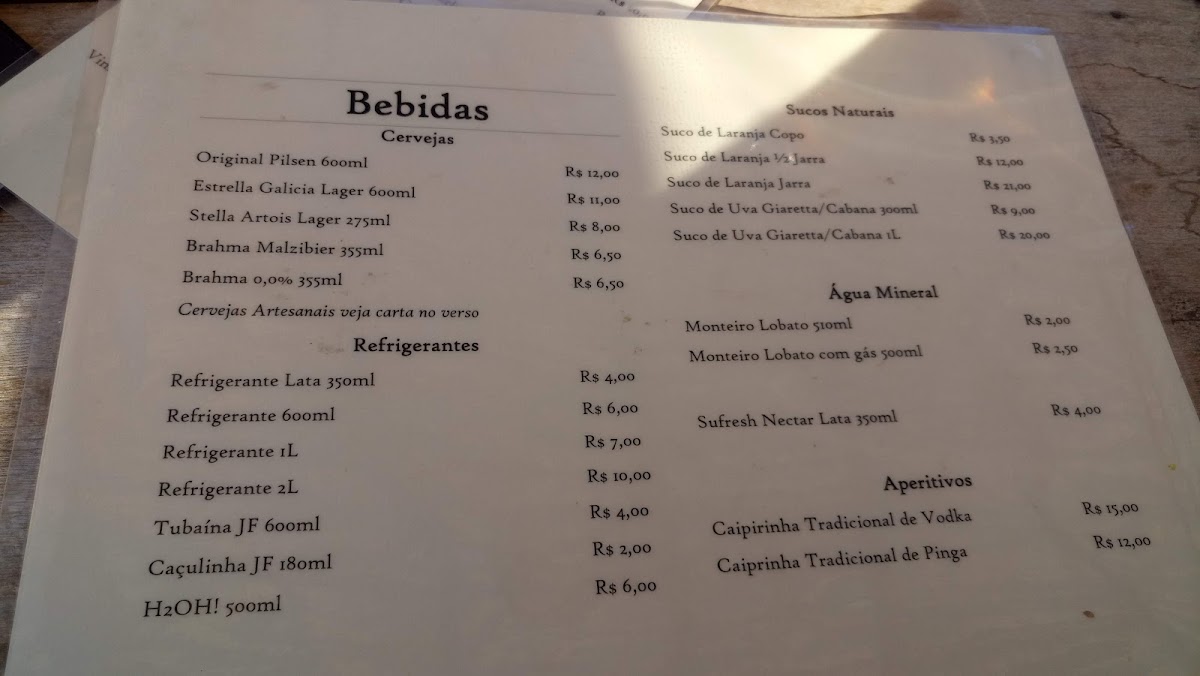 Bebidas
Cervejas
Original Pilsen 600ml R$ 12,00
Estrella Galicia Lager 600ml R$ 11,00
Stella Artois Lager 275ml R$ 8,00
Brahma Malzibier 355ml R$ 6,50
Brahma 0,0% 355ml R$ 6,50
Cervejas Artesanais veja carta no verso
Refrigerantes
Refrigerante Lata 350ml R$ 4,00
Refrigerante 600ml R$ 6,00
Refrigerante 1L R$ 7,00
Refrigerante 2L R$ 10,00
Tubaína JF 600ml R$ 4,00
Caçulinha JF 180ml R$ 2,00
H2OH! 500ml R$ 6,00
Sucos Naturais
Suco de Laranja Copo R$ 3,50
Suco de Laranja ½ Jarra R$ 12,00
Suco de Laranja Jarra R$ 21,00
Suco de Uva Giaretta/Cabana 300ml R$ 9,00
Suco de Uva Giaretta/Cabana 1L R$ 20,00
Água Mineral
Monteiro Lobato 510ml R$ 2,00
Monteiro Lobato com gás 500ml R$ 2,50
Sufresh Nectar Lata 350ml R$ 4,00
Aperitivos
Caipirinha Tradicional de Vodka R$ 15,00
Caiprinha Tradicional de Pinga R$ 12,00